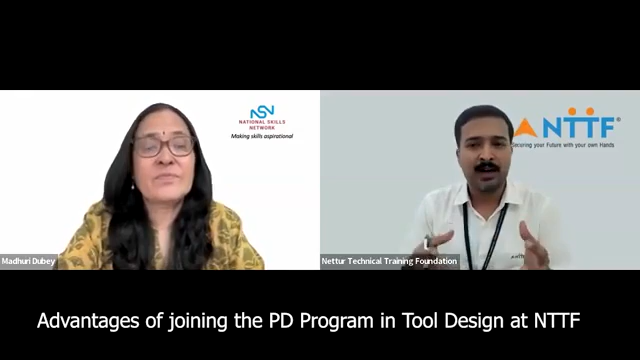 NSN
NATIONAL SKILLS
NETWORK
Making skills aspirational
NTTF®
Securing your Future with your own Hands
Madhuri Dubey
Nettur Technical Training Foundation
Advantages of joining the PD Program in Tool Design at NTTF